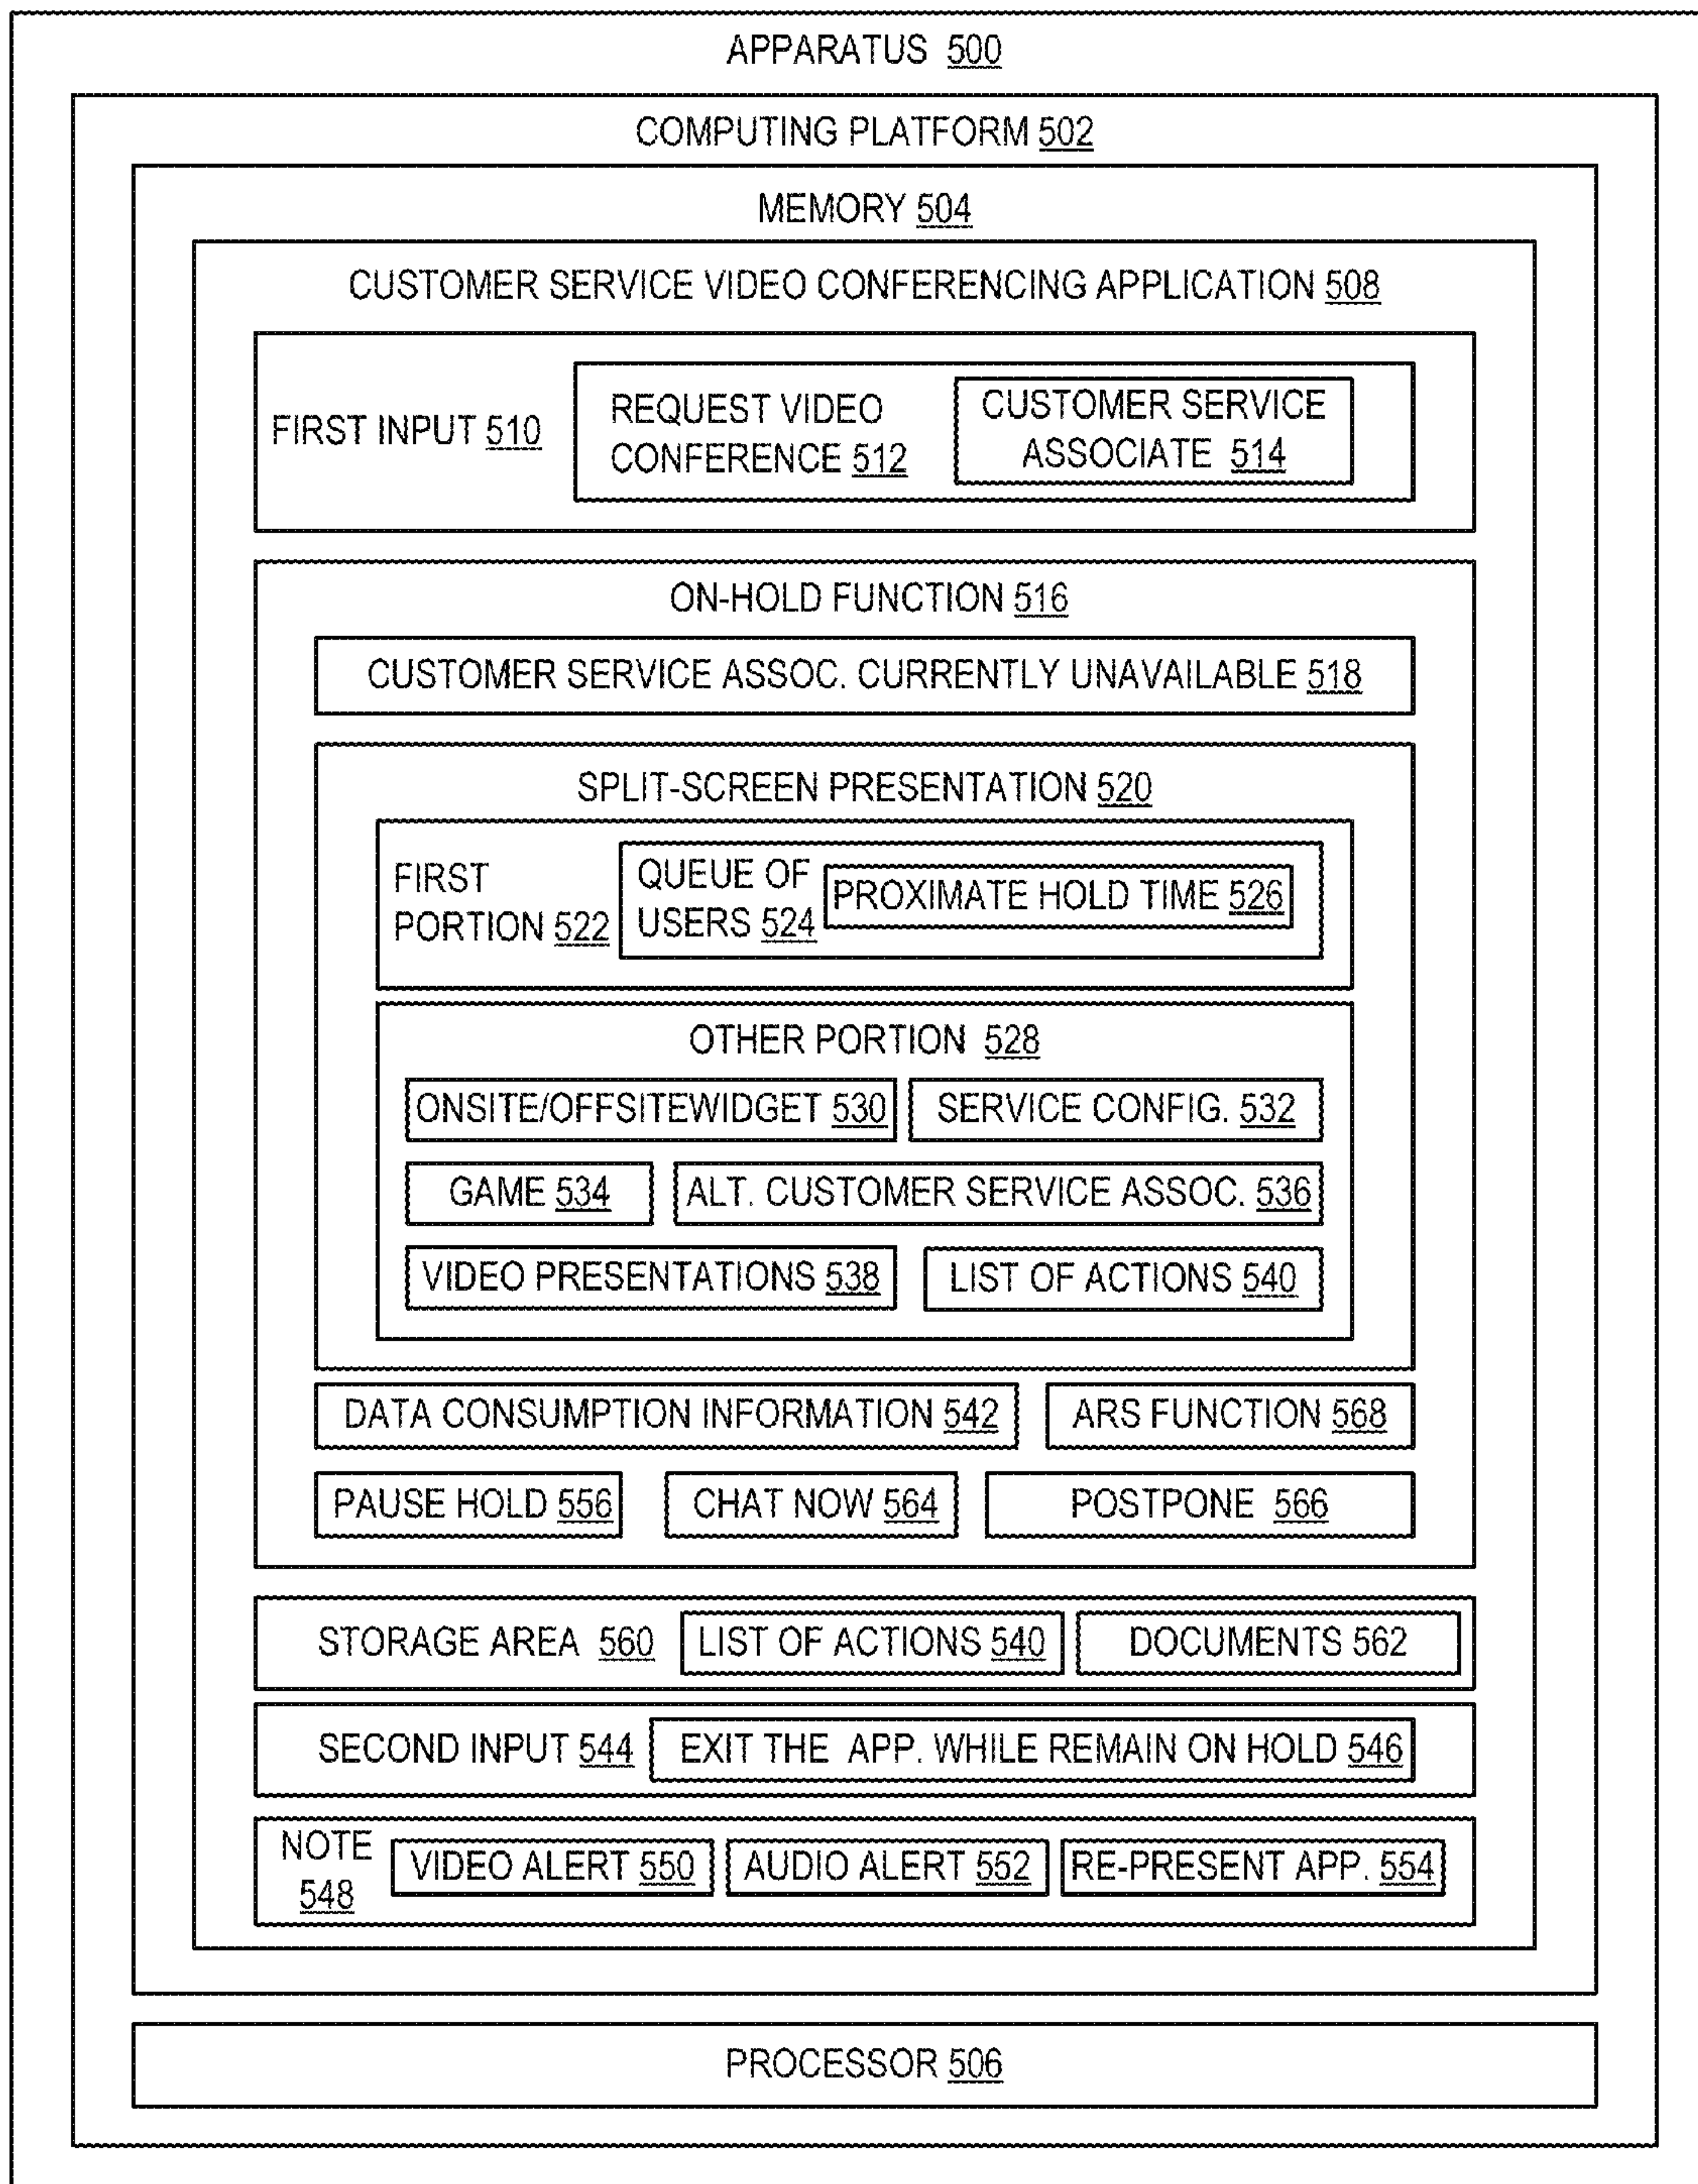 APPARATUS 500
COMPUTING PLATFORM 502
MEMORY 504
CUSTOMER SERVICE VIDEO CONFERENCING APPLICATION 508
FIRST INPUT 510
REQUEST VIDEO
CONFERENCE 512
CUSTOMER SERVICE
ASSOCIATE 514
ON-HOLD FUNCTION 516
CUSTOMER SERVICE ASSOC. CURRENTLY UNAVAILABLE 518
SPLIT-SCREEN PRESENTATION 520
FIRST
PORTION 522
QUEUE OF
USERS 524
PROXIMATE HOLD TIME 526
OTHER PORTION 528
ONSITE/OFFSITEWIDGET 530
SERVICE CONFIG. 532
GAME 534
ALT. CUSTOMER SERVICE ASSOC. 536
VIDEO PRESENTATIONS 538
LIST OF ACTIONS 540
DATA CONSUMPTION INFORMATION 542
ARS FUNCTION 568
PAUSE HOLD 556
CHAT NOW 564
POSTPONE 566
STORAGE AREA 560
LIST OF ACTIONS 540
DOCUMENTS 562
SECOND INPUT 544
EXIT THE APP. WHILE REMAIN ON HOLD 546
NOTE
548
VIDEO ALERT 550
AUDIO ALERT 552
RE-PRESENT APP. 554
PROCESSOR 506